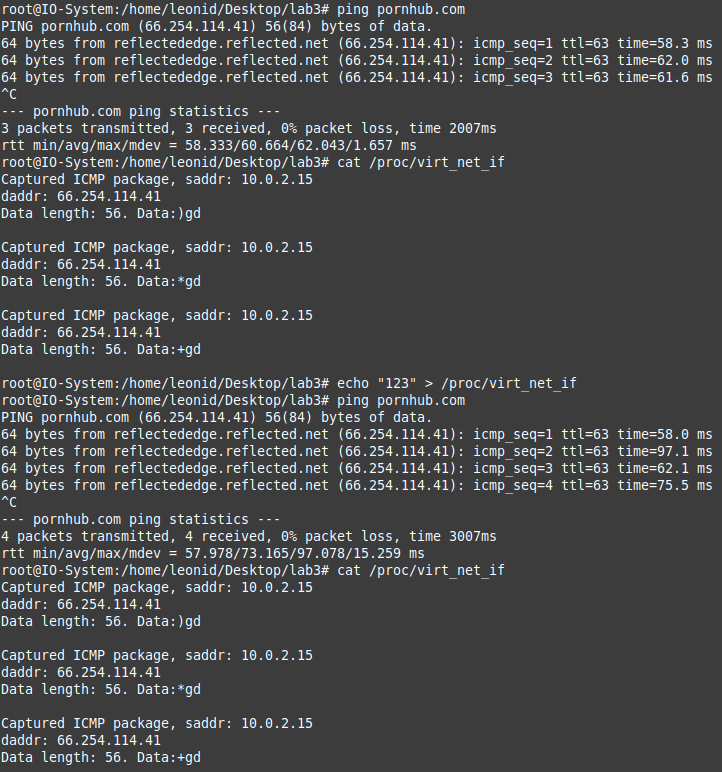 root@IO-System:/home/leonid/Desktop/lab3# ping pornhub.com
PING pornhub.com (66.254.114.41) 56(84) bytes of data.
64 bytes from reflectededge.reflected.net (66.254.114.41): icmp_seq=1 ttl=63 time=58.3 ms
64 bytes from reflectededge.reflected.net (66.254.114.41): icmp_seq=2 ttl=63 time=62.0 ms
64 bytes from reflectededge.reflected.net (66.254.114.41): icmp_seq=3 ttl=63 time=61.6 ms
^C
--- pornhub.com ping statistics ---
3 packets transmitted, 3 received, 0% packet loss, time 2007ms
rtt min/avg/max/mdev = 58.333/60.664/62.043/1.657 ms
root@IO-System:/home/leonid/Desktop/lab3# cat /proc/virt_net_if
Captured ICMP package, saddr: 10.0.2.15
daddr: 66.254.114.41
Data length: 56. Data:)gd
Captured ICMP package, saddr: 10.0.2.15
daddr: 66.254.114.41
Data length: 56. Data:*gd
Captured ICMP package, saddr: 10.0.2.15
daddr: 66.254.114.41
Data length: 56. Data:+gd
root@IO-System:/home/leonid/Desktop/lab3# echo "123" > /proc/virt_net_if
root@IO-System:/home/leonid/Desktop/lab3# ping pornhub.com
PING pornhub.com (66.254.114.41) 56(84) bytes of data.
64 bytes from reflectededge.reflected.net (66.254.114.41): icmp_seq=1 ttl=63 time=58.0 ms
64 bytes from reflectededge.reflected.net (66.254.114.41): icmp_seq=2 ttl=63 time=97.1 ms
64 bytes from reflectededge.reflected.net (66.254.114.41): icmp_seq=3 ttl=63 time=62.1 ms
64 bytes from reflectededge.reflected.net (66.254.114.41): icmp_seq=4 ttl=63 time=75.5 ms
^C
--- pornhub.com ping statistics ---
4 packets transmitted, 4 received, 0% packet loss, time 3007ms
rtt min/avg/max/mdev = 57.978/73.165/97.078/15.259 ms
root@IO-System:/home/leonid/Desktop/lab3# cat /proc/virt_net_if
Captured ICMP package, saddr: 10.0.2.15
daddr: 66.254.114.41
Data length: 56. Data:)gd
Captured ICMP package, saddr: 10.0.2.15
daddr: 66.254.114.41
Data length: 56. Data:*gd
Captured ICMP package, saddr: 10.0.2.15
daddr: 66.254.114.41
Data length: 56. Data:+gd